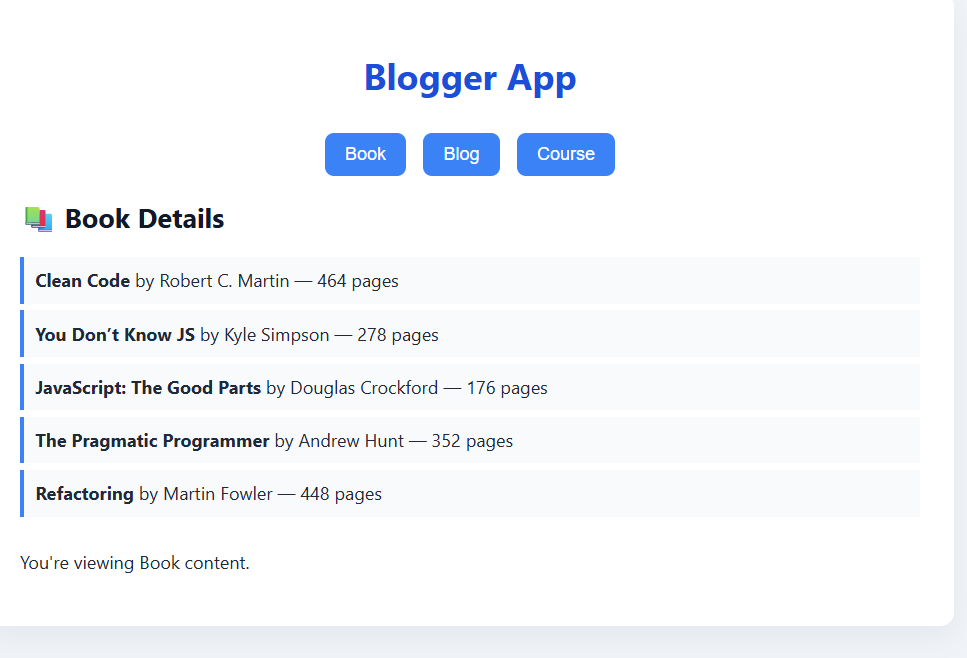 Blogger App
Book Blog Course
📚 Book Details
Clean Code by Robert C. Martin — 464 pages
You Don’t Know JS by Kyle Simpson — 278 pages
JavaScript: The Good Parts by Douglas Crockford — 176 pages
The Pragmatic Programmer by Andrew Hunt — 352 pages
Refactoring by Martin Fowler — 448 pages
You're viewing Book content.